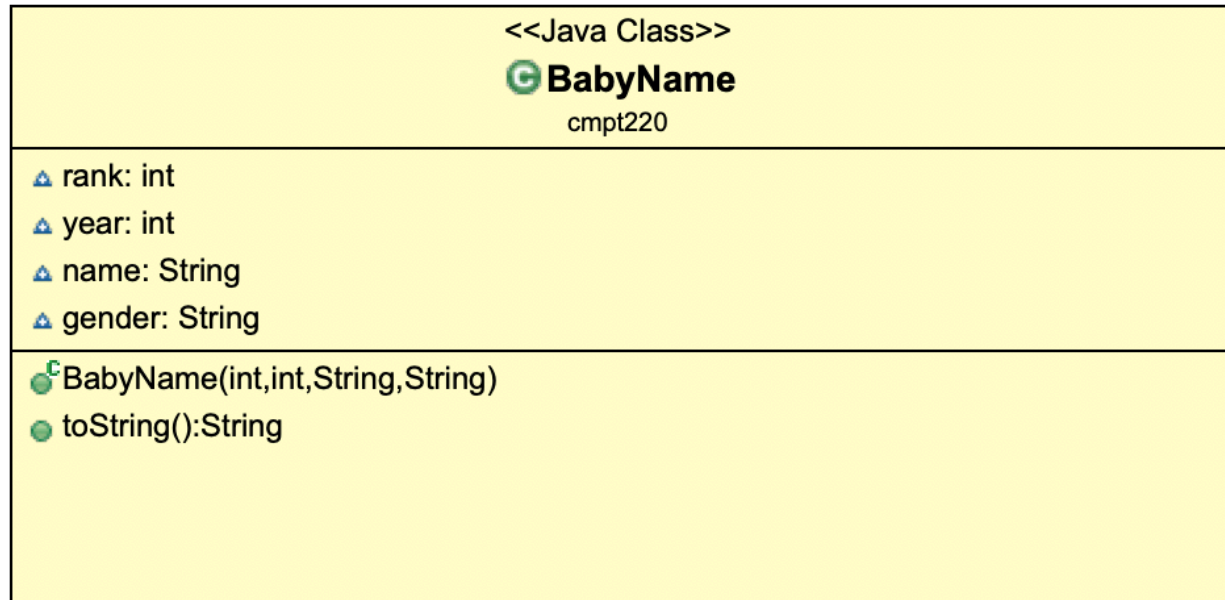 <<Java Class>>
C BabyName
cmpt220
rank: int
year: int
name: String
gender: String
C BabyName(int,int,String,String)
toString():String